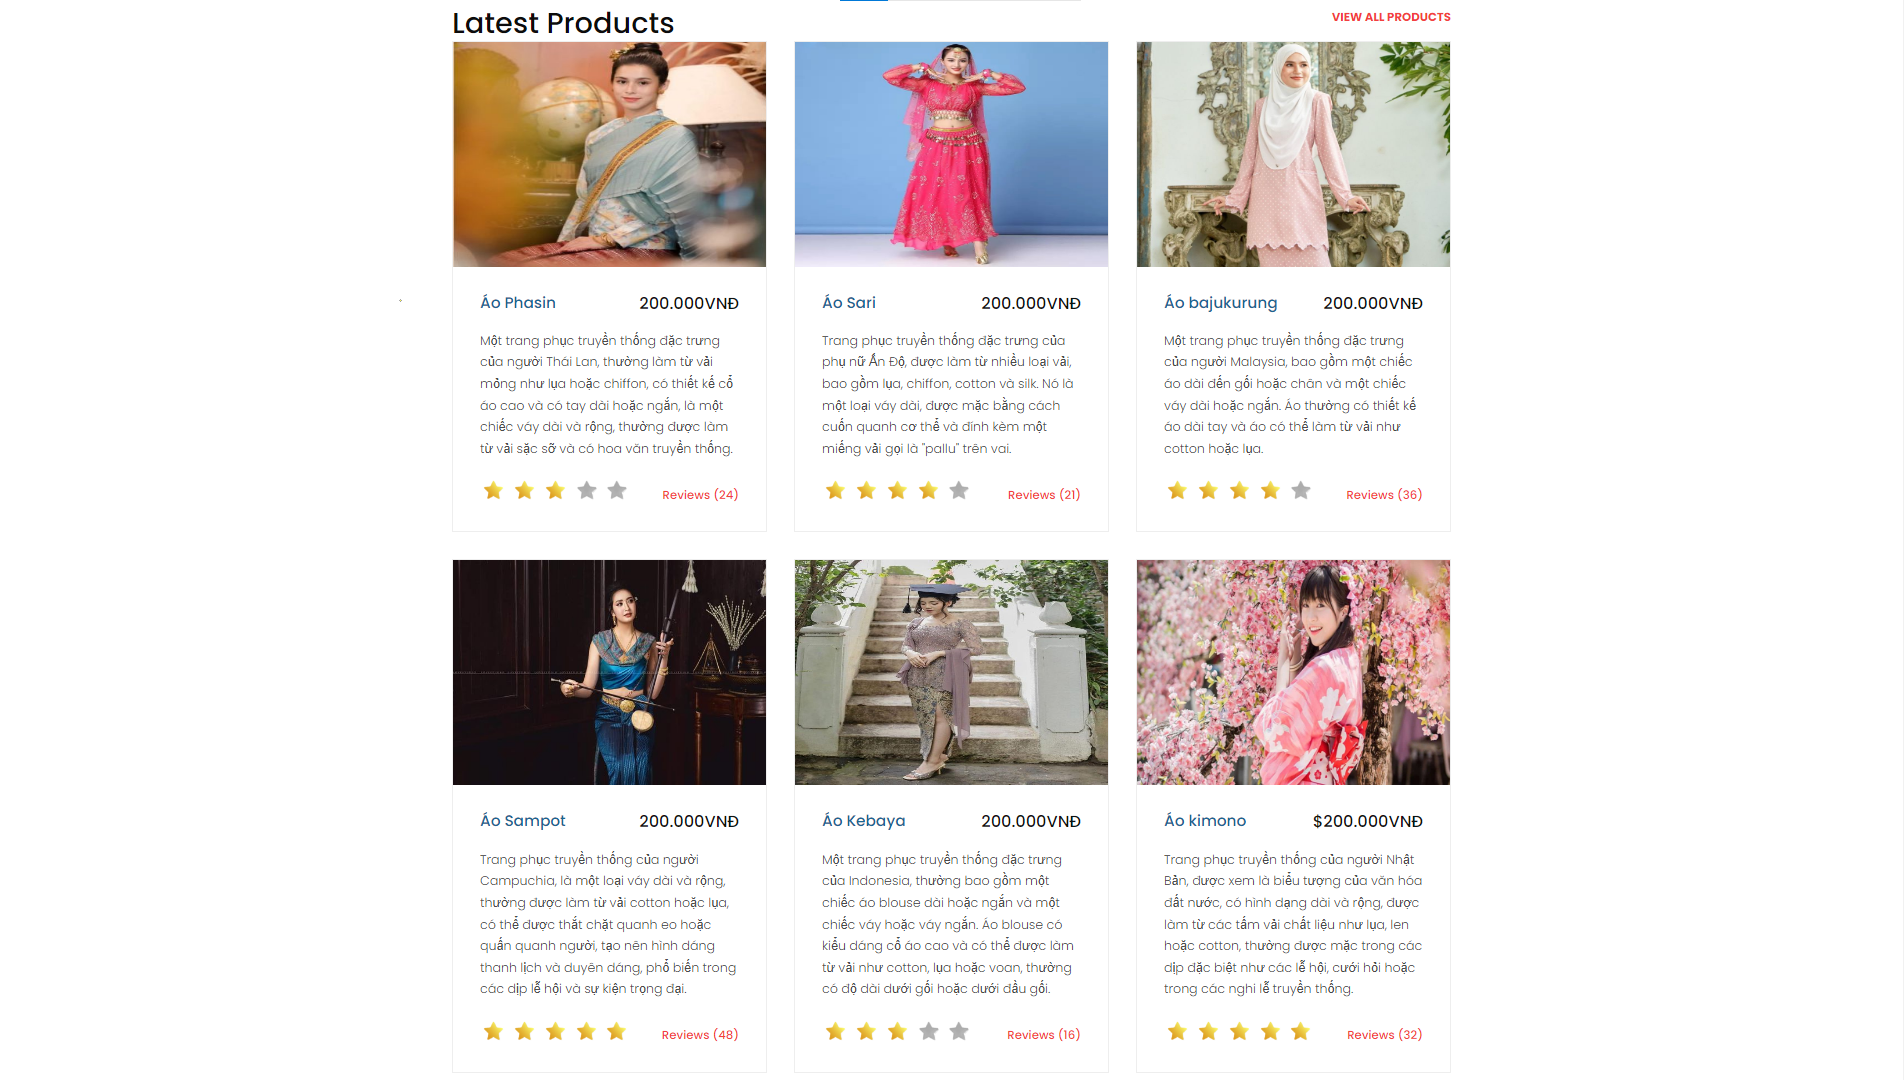 Latest Products
VIEW ALL PRODUCTS
Áo Phasin
200.000VNĐ
Một trang phục truyền thống đặc trưng
của người Thái Lan, thường làm từ vải
mỏng như lụa hoặc chiffon, có thiết kế cổ
áo cao và có tay dài hoặc ngắn, là một
chiếc váy dài và rộng, thường được làm
từ vải sặc sỡ và có hoa văn truyền thống.
Reviews (24)
Áo Sari
200.000VNĐ
Trang phục truyền thống đặc trưng của
phụ nữ Ấn Độ, được làm từ nhiều loại vải,
bao gồm lụa, chiffon, cotton và silk. Nó là
một loại váy dài, được mặc bằng cách
cuốn quanh cơ thể và đính kèm một
miếng vải gọi là "pallu" trên vai.
Reviews (21)
Áo bajukurung
200.000VNĐ
Một trang phục truyền thống đặc trưng
của người Malaysia, bao gồm một chiếc
áo dài đến gối hoặc chân và một chiếc
váy dài hoặc ngắn. Áo thường có thiết kế
áo dài tay và áo có thể làm từ vải như
cotton hoặc lụa.
Reviews (36)
Áo Sampot
200.000VNĐ
Trang phục truyền thống của người
Campuchia, là một loại váy dài và rộng,
thường được làm từ vải cotton hoặc lụa,
có thể được thắt chặt quanh eo hoặc
quấn quanh người, tạo nên hình dáng
thanh lịch và duyên dáng, phổ biến trong
các dịp lễ hội và sự kiện trọng đại.
Reviews (48)
Áo Kebaya
200.000VNĐ
Một trang phục truyền thống đặc trưng
của Indonesia, thường bao gồm một
chiếc áo blouse dài hoặc ngắn và một
chiếc váy hoặc váy ngắn. Áo blouse có
kiểu dáng cổ áo cao và có thể được làm
từ vải như cotton, lụa hoặc voan, thường
có độ dài dưới gối hoặc dưới đầu gối.
Reviews (16)
Áo kimono
$200.000VNĐ
Trang phục truyền thống của người Nhật
Bản, được xem là biểu tượng của văn hóa
đất nước, có hình dạng dài và rộng, được
làm từ các tấm vải chất liệu như lụa, len
hoặc cotton, thường được mặc trong các
dịp đặc biệt như các lễ hội, cưới hỏi hoặc
trong các nghi lễ truyền thống.
Reviews (32)